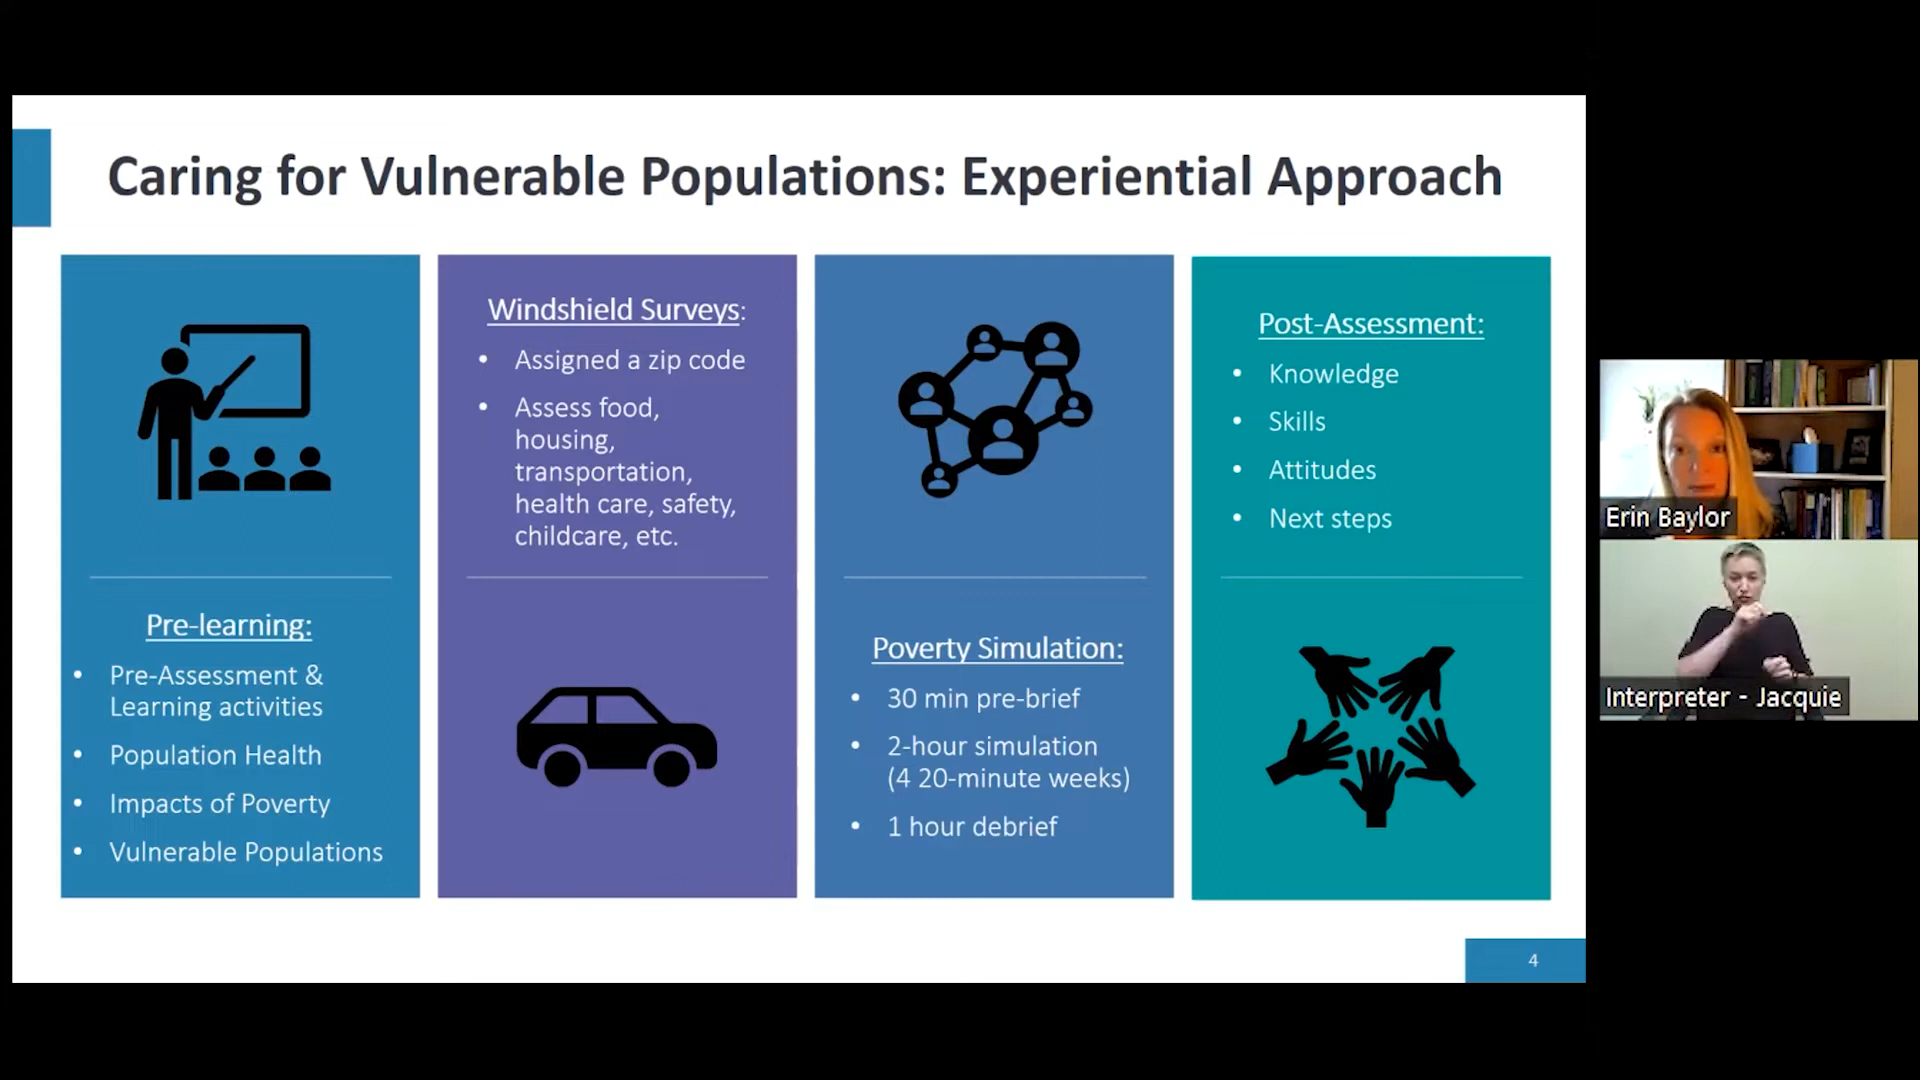 Caring for Vulnerable Populations: Experiential Approach
Pre-learning:
• Pre-Assessment &
Learning activities
• Population Health
• Impacts of Poverty
• Vulnerable Populations
Windshield Surveys:
• Assigned a zip code
• Assess food,
housing,
transportation,
health care, safety,
childcare, etc.
Poverty Simulation:
• 30 min pre-brief
• 2-hour simulation
(4 20-minute weeks)
• 1 hour debrief
Post-Assessment:
• Knowledge
• Skills
• Attitudes
• Next steps
4
Erin Baylor
Interpreter - Jacquie